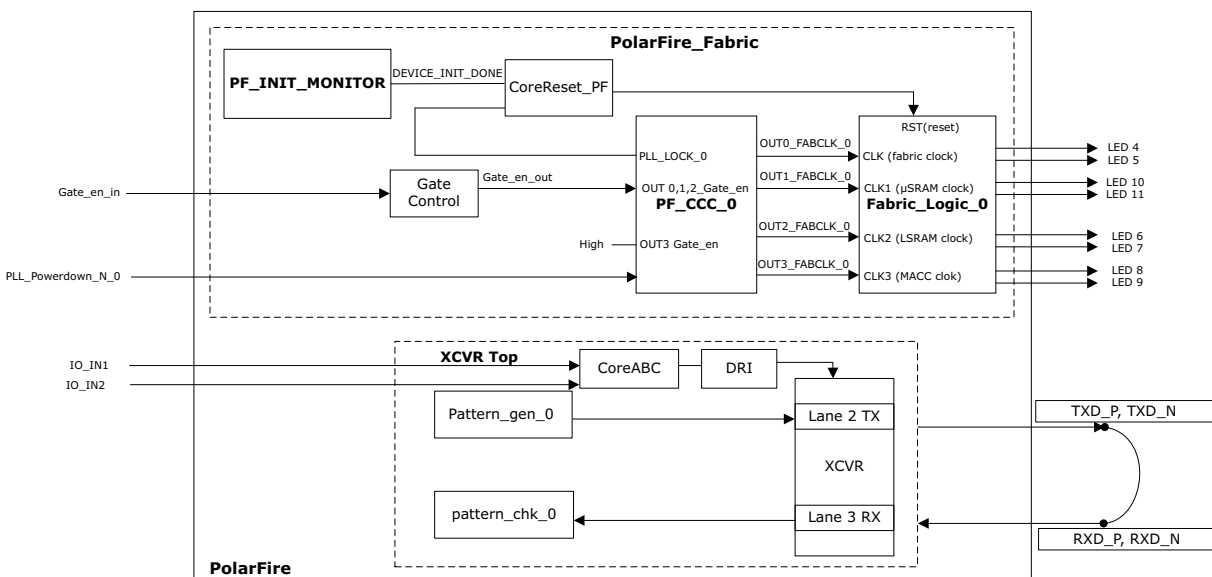 PolarFire_Fabric
PF_INIT_MONITOR
DEVICE_INIT_DONE
CoreReset_PF
RST(reset)
PLL_LOCK_0
OUT0_FABCLK_0
CLK (fabric clock)
LED 4
LED 5
Gate_en_in
Gate
Control
Gate_en_out
OUT 0,1,2_Gate_en
PF_CCC_0
OUT1_FABCLK_0
CLK1 (µSRAM clock)
Fabric_Logic_0
LED 10
LED 11
High
OUT3 Gate_en
OUT2_FABCLK_0
CLK2 (LSRAM clock)
LED 6
LED 7
PLL_Powerdown_N_0
OUT3_FABCLK_0
CLK3 (MACC clok)
LED 8
LED 9
XCVR Top
IO_IN1
IO_IN2
CoreABC
DRI
Pattern_gen_0
Lane 2 TX
TXD_P, TXD_N
XCVR
pattern_chk_0
Lane 3 RX
RXD_P, RXD_N
PolarFire